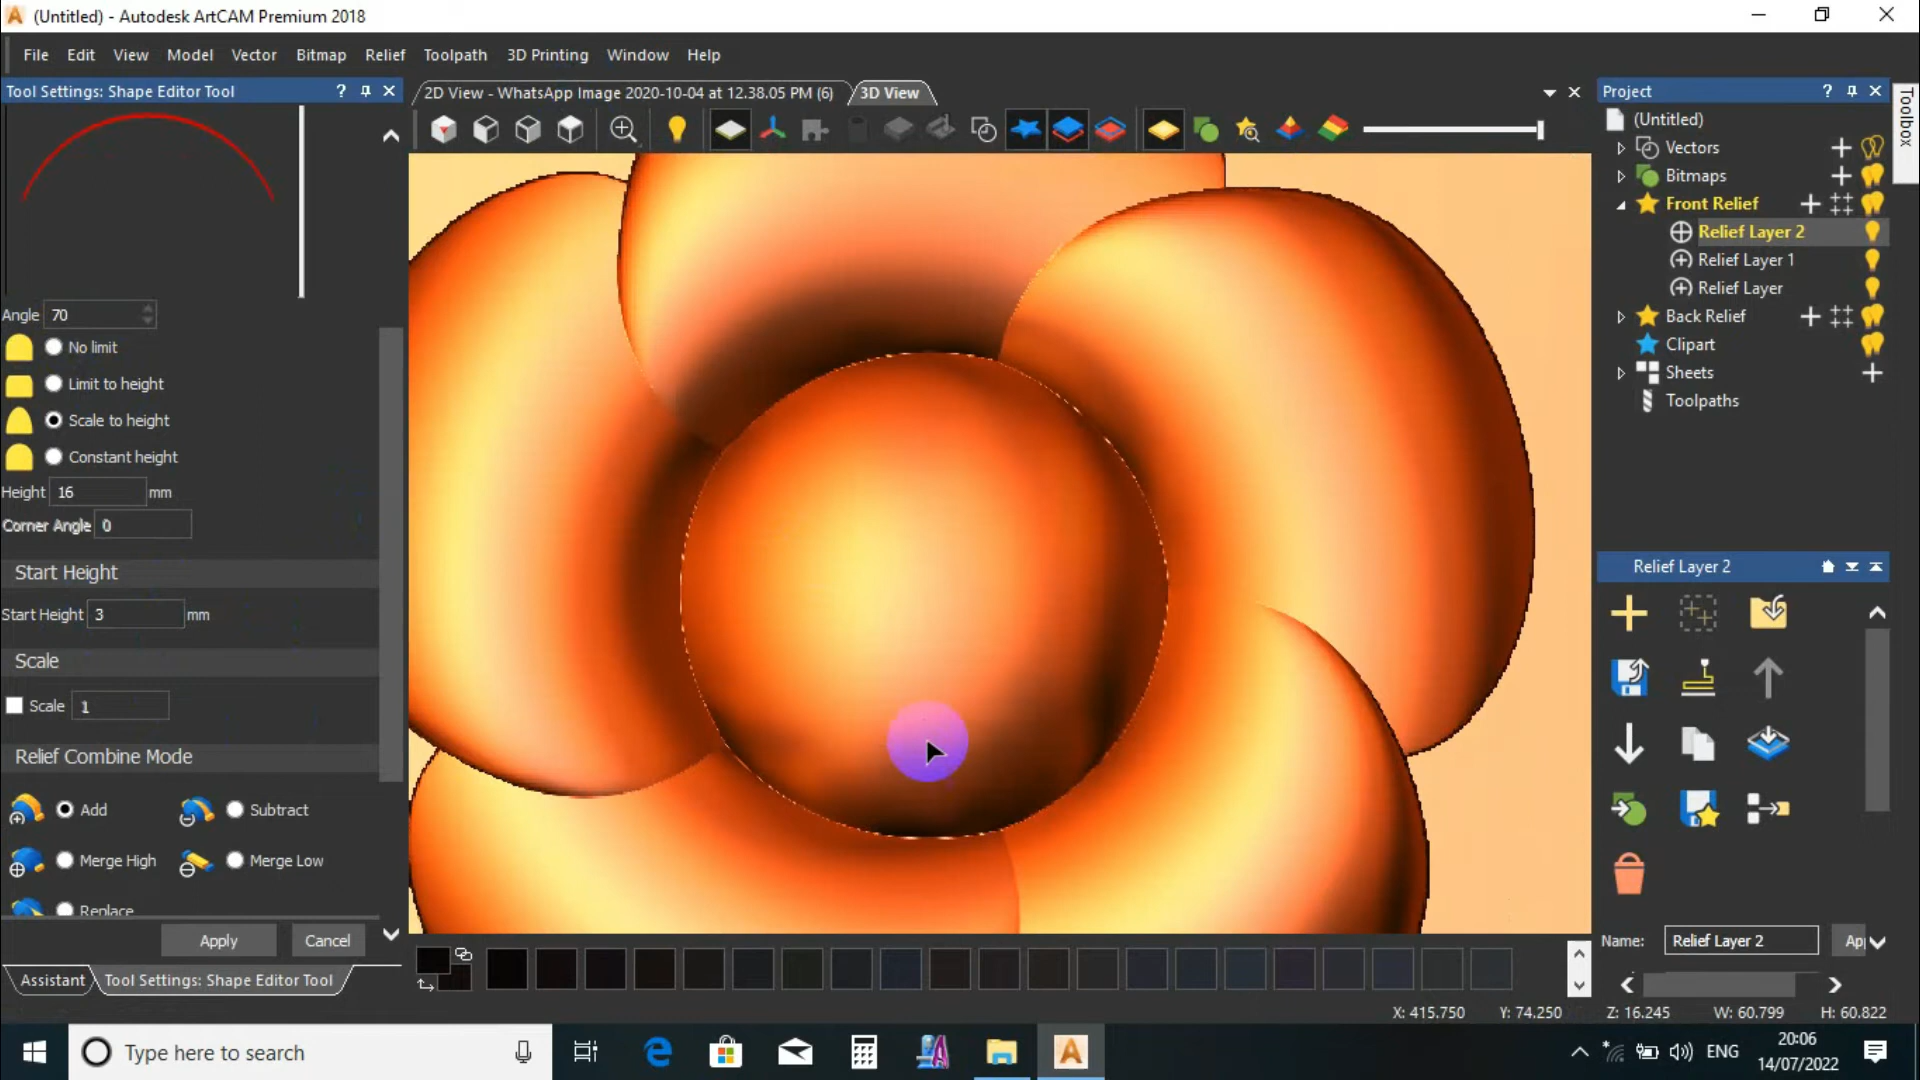 (Untitled) - Autodesk ArtCAM Premium 2018
File Edit View Model Vector Bitmap Relief Toolpath 3D Printing Window Help
Tool Settings: Shape Editor Tool ?
2D View - WhatsApp Image 2020-10-04 at 12.38.05 PM (6)
3D View
Project ?
Toolbox
(Untitled)
Vectors
Bitmaps
Front Relief
Relief Layer 2
Relief Layer 1
Relief Layer
Back Relief
Clipart
Sheets
Toolpaths
Angle 70
No limit
Limit to height
Scale to height
Constant height
Height 16 mm
Corner Angle 0
Start Height
Start Height 3 mm
Scale
Scale 1
Relief Combine Mode
Add Subtract
Merge High Merge Low
Replace
Apply Cancel
Assistant Tool Settings: Shape Editor Tool
Relief Layer 2
Name: Relief Layer 2 Ap
X: 415.750 Y: 74.250 Z: 16.245 W: 60.799 H: 60.822
Type here to search
ENG
20:06
14/07/2022